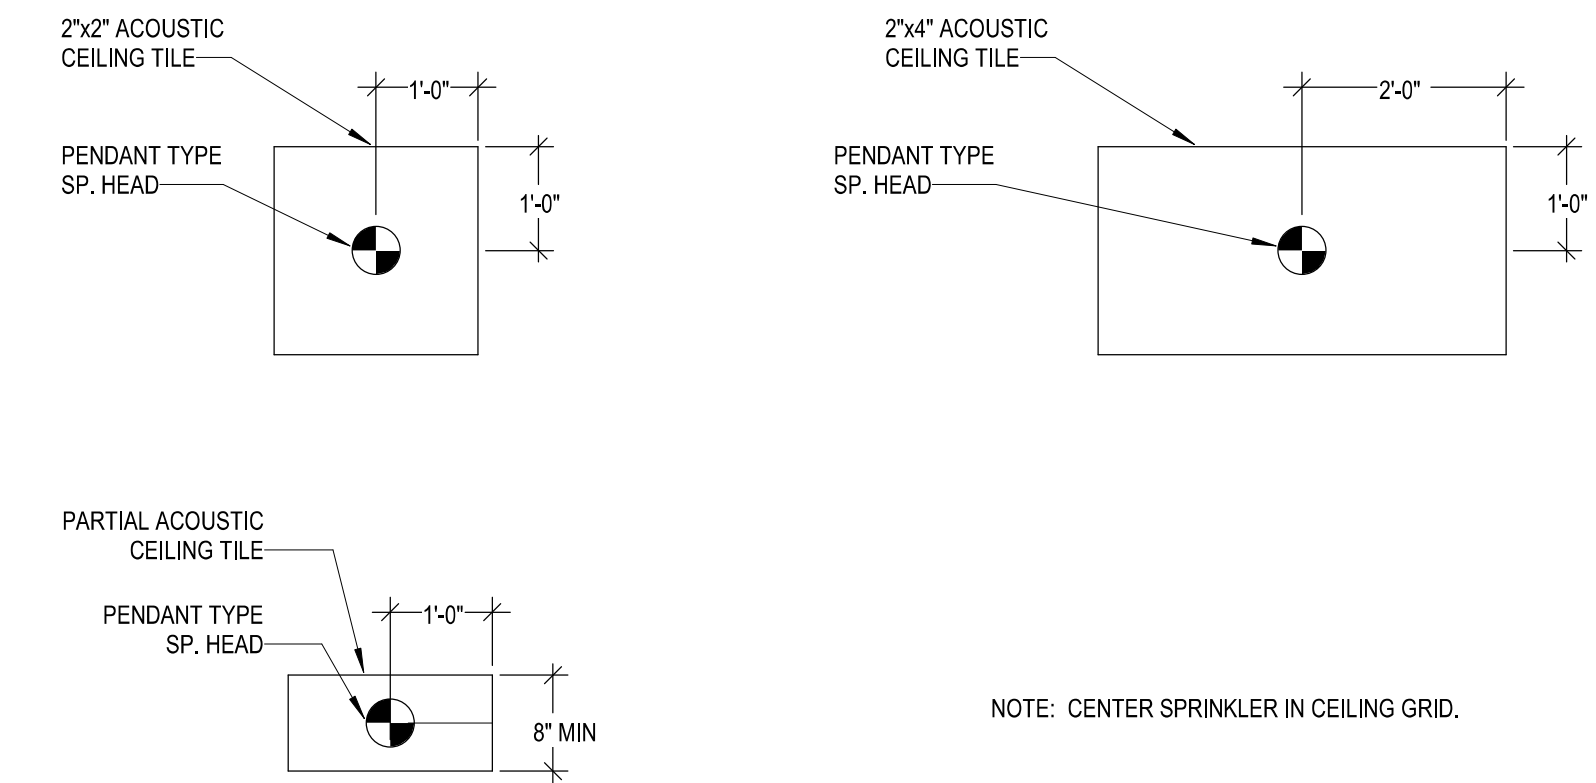 2"x2" ACOUSTIC
CEILING TILE
1'-0"
PENDANT TYPE
SP. HEAD
1'-0"
2"x4" ACOUSTIC
CEILING TILE
2'-0"
PENDANT TYPE
SP. HEAD
1'-0"
PARTIAL ACOUSTIC
CEILING TILE
1'-0"
PENDANT TYPE
SP. HEAD
8" MIN
NOTE: CENTER SPRINKLER IN CEILING GRID.